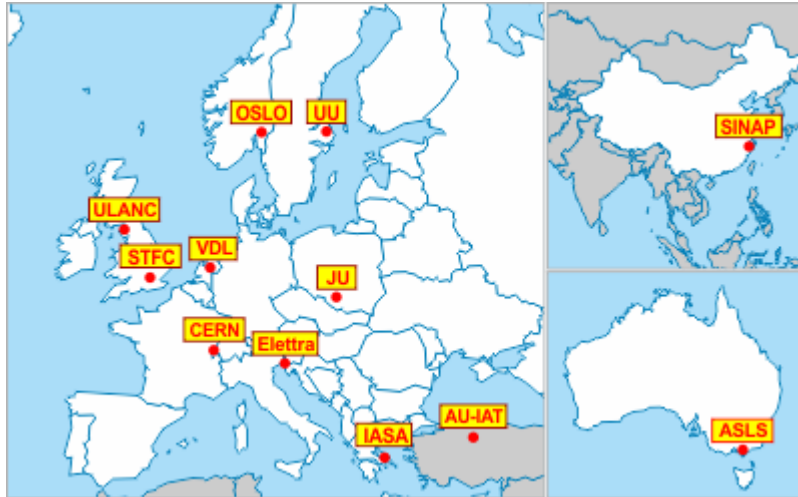 OSLO
UU
SINAP
ULANC
STFC
VDL
JU
CERN
Elettra
AU-IAT
IASA
ASLS